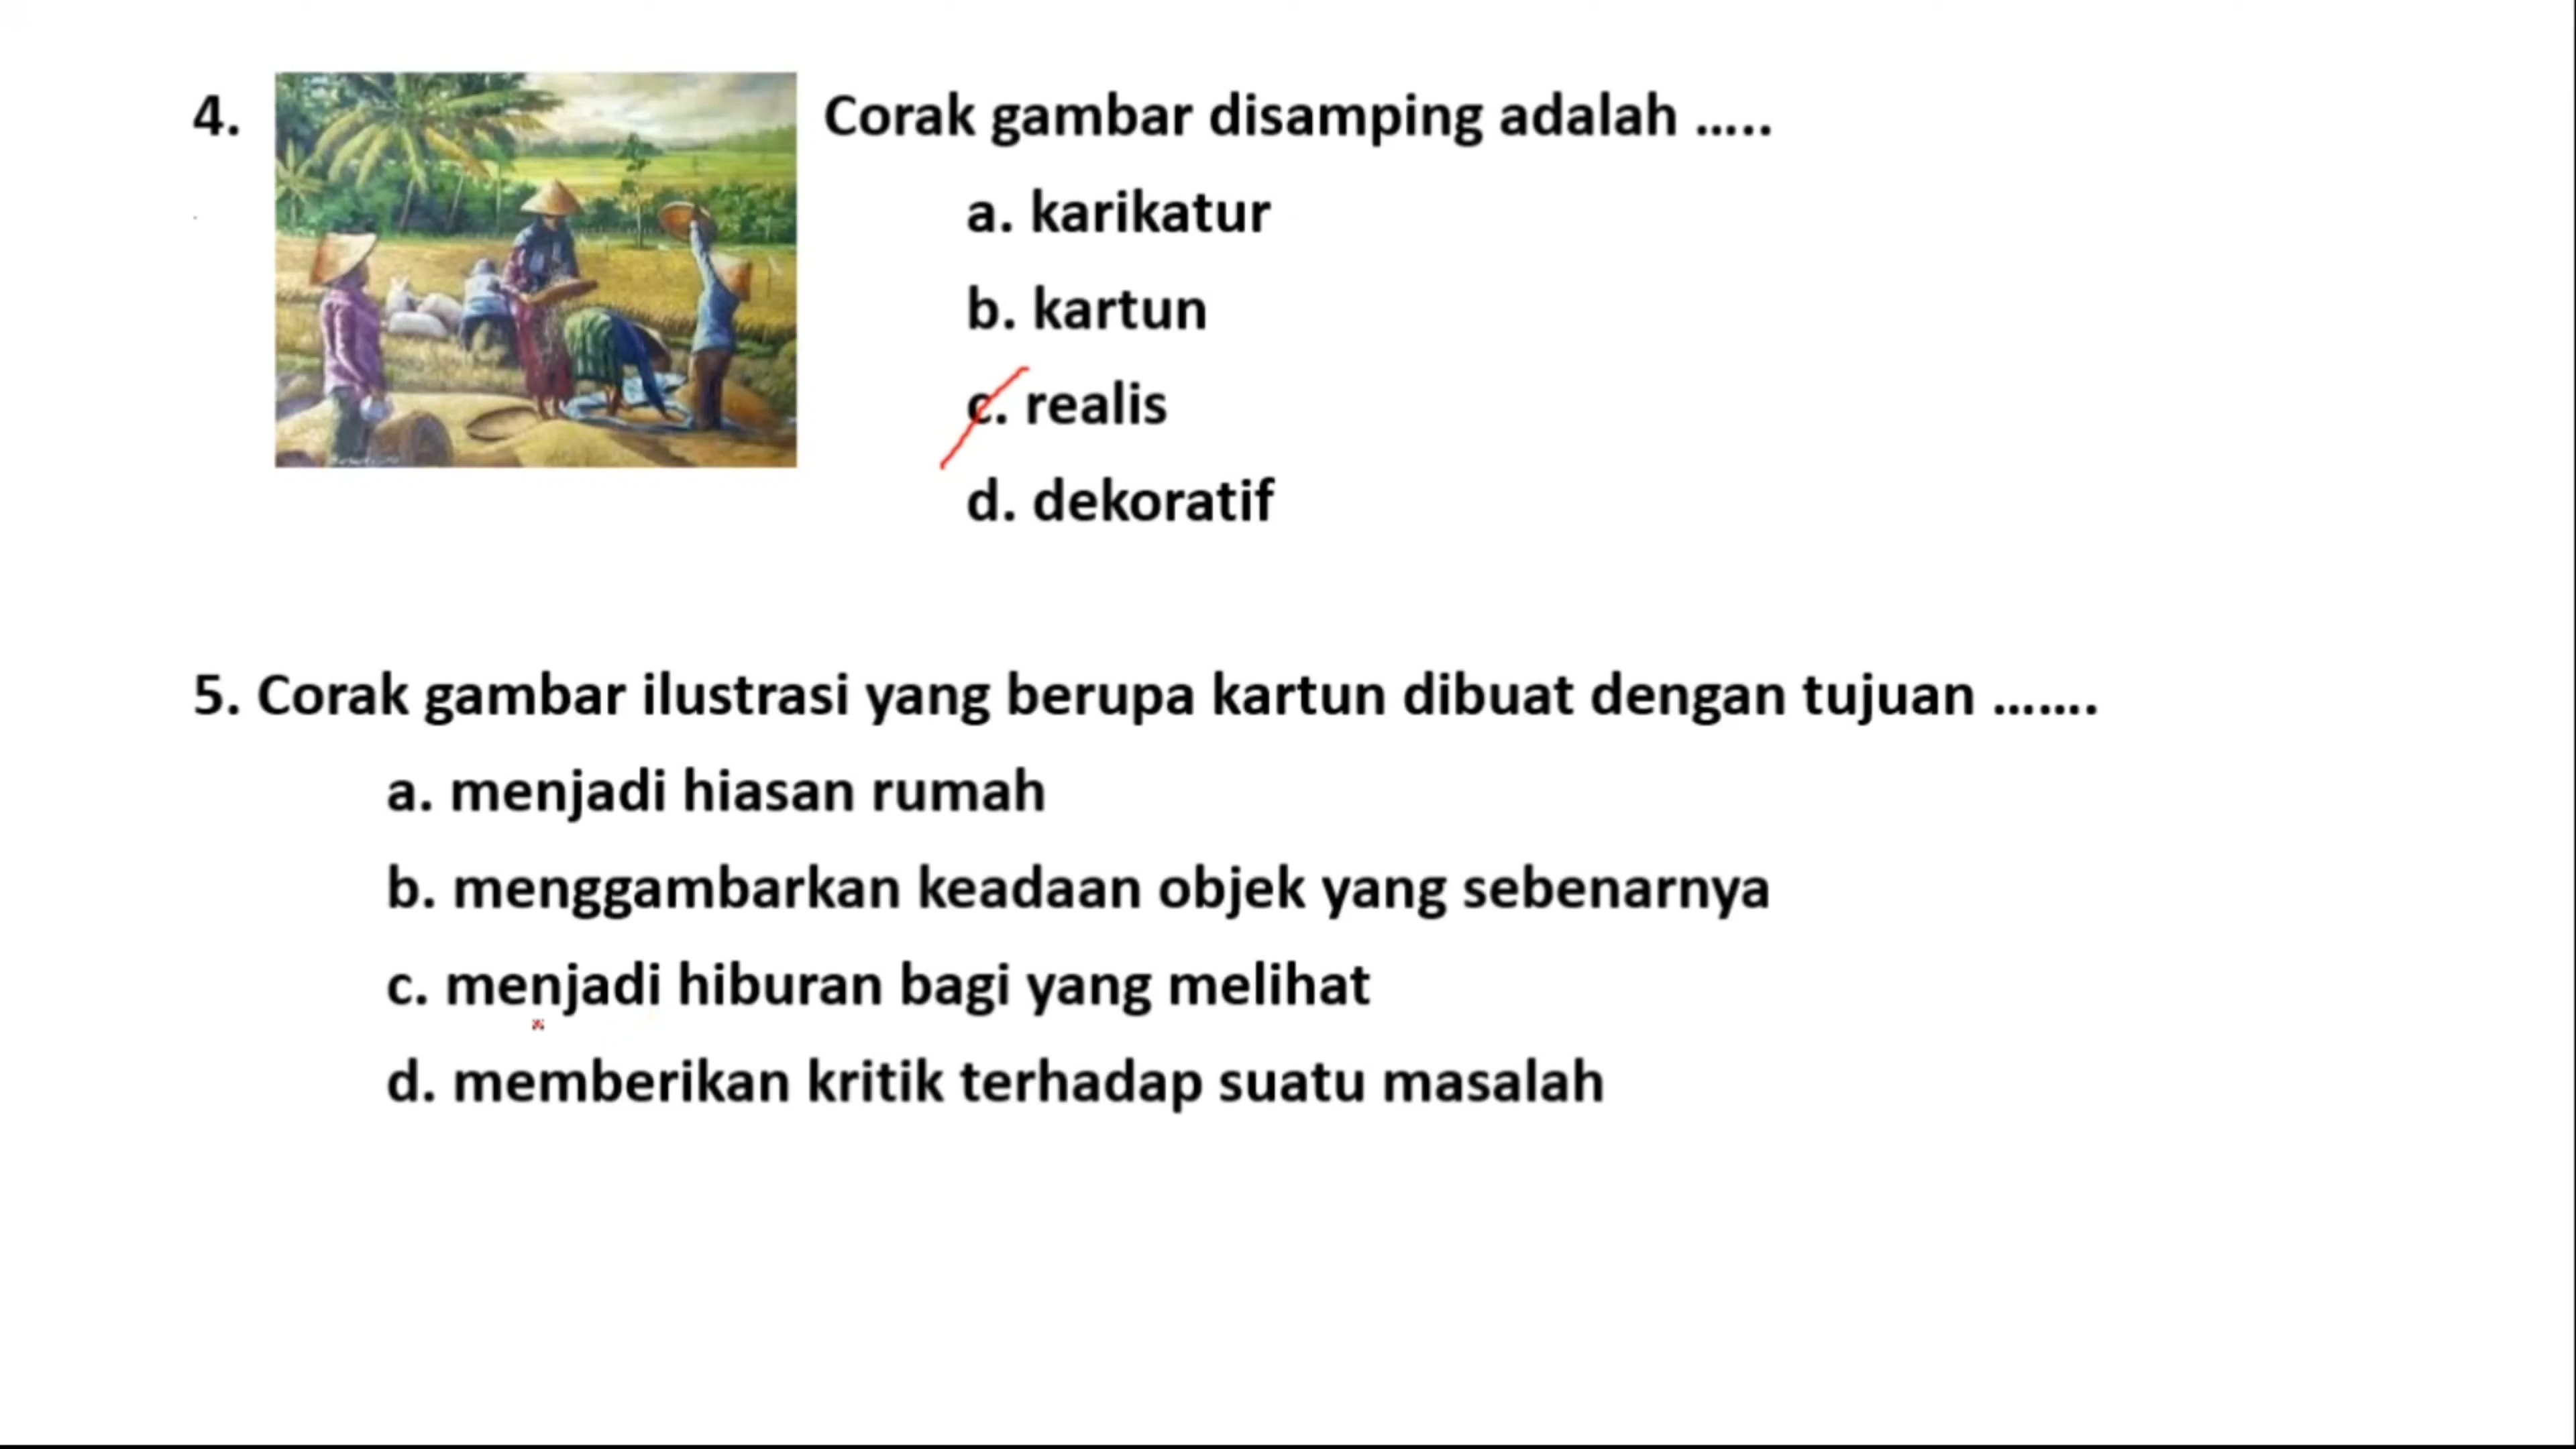 4. Corak gambar disamping adalah .....
a. karikatur
b. kartun
c. realis
d. dekoratif
5. Corak gambar ilustrasi yang berupa kartun dibuat dengan tujuan .......
a. menjadi hiasan rumah
b. menggambarkan keadaan objek yang sebenarnya
c. menjadi hiburan bagi yang melihat
d. memberikan kritik terhadap suatu masalah